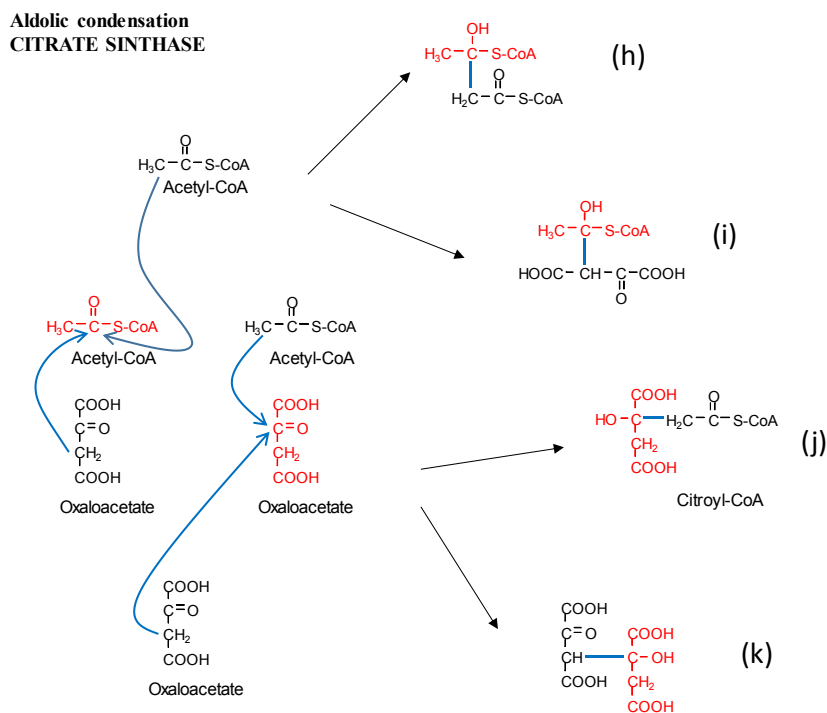 Aldolic condensation
CITRATE SINTHASE
OH
H3C–C–S-CoA
H2C–C–S-CoA
O
(h)
O
H3C–C–S-CoA
Acetyl-CoA
OH
H3C–C–S-CoA
HOOC–CH–C–COOH
O
(i)
O
H3C–C–S-CoA
Acetyl-CoA
O
H3C–C–S-CoA
Acetyl-CoA
COOH
C=O
CH2
COOH
Oxaloacetate
COOH
C=O
CH2
COOH
Oxaloacetate
COOH
HO–C–H2C–C–S-CoA
O
CH2
COOH
Citroyl-CoA
(j)
COOH
C=O
CH2
COOH
Oxaloacetate
COOH
C=O
CH
COOH
COOH
C–OH
CH2
COOH
(k)